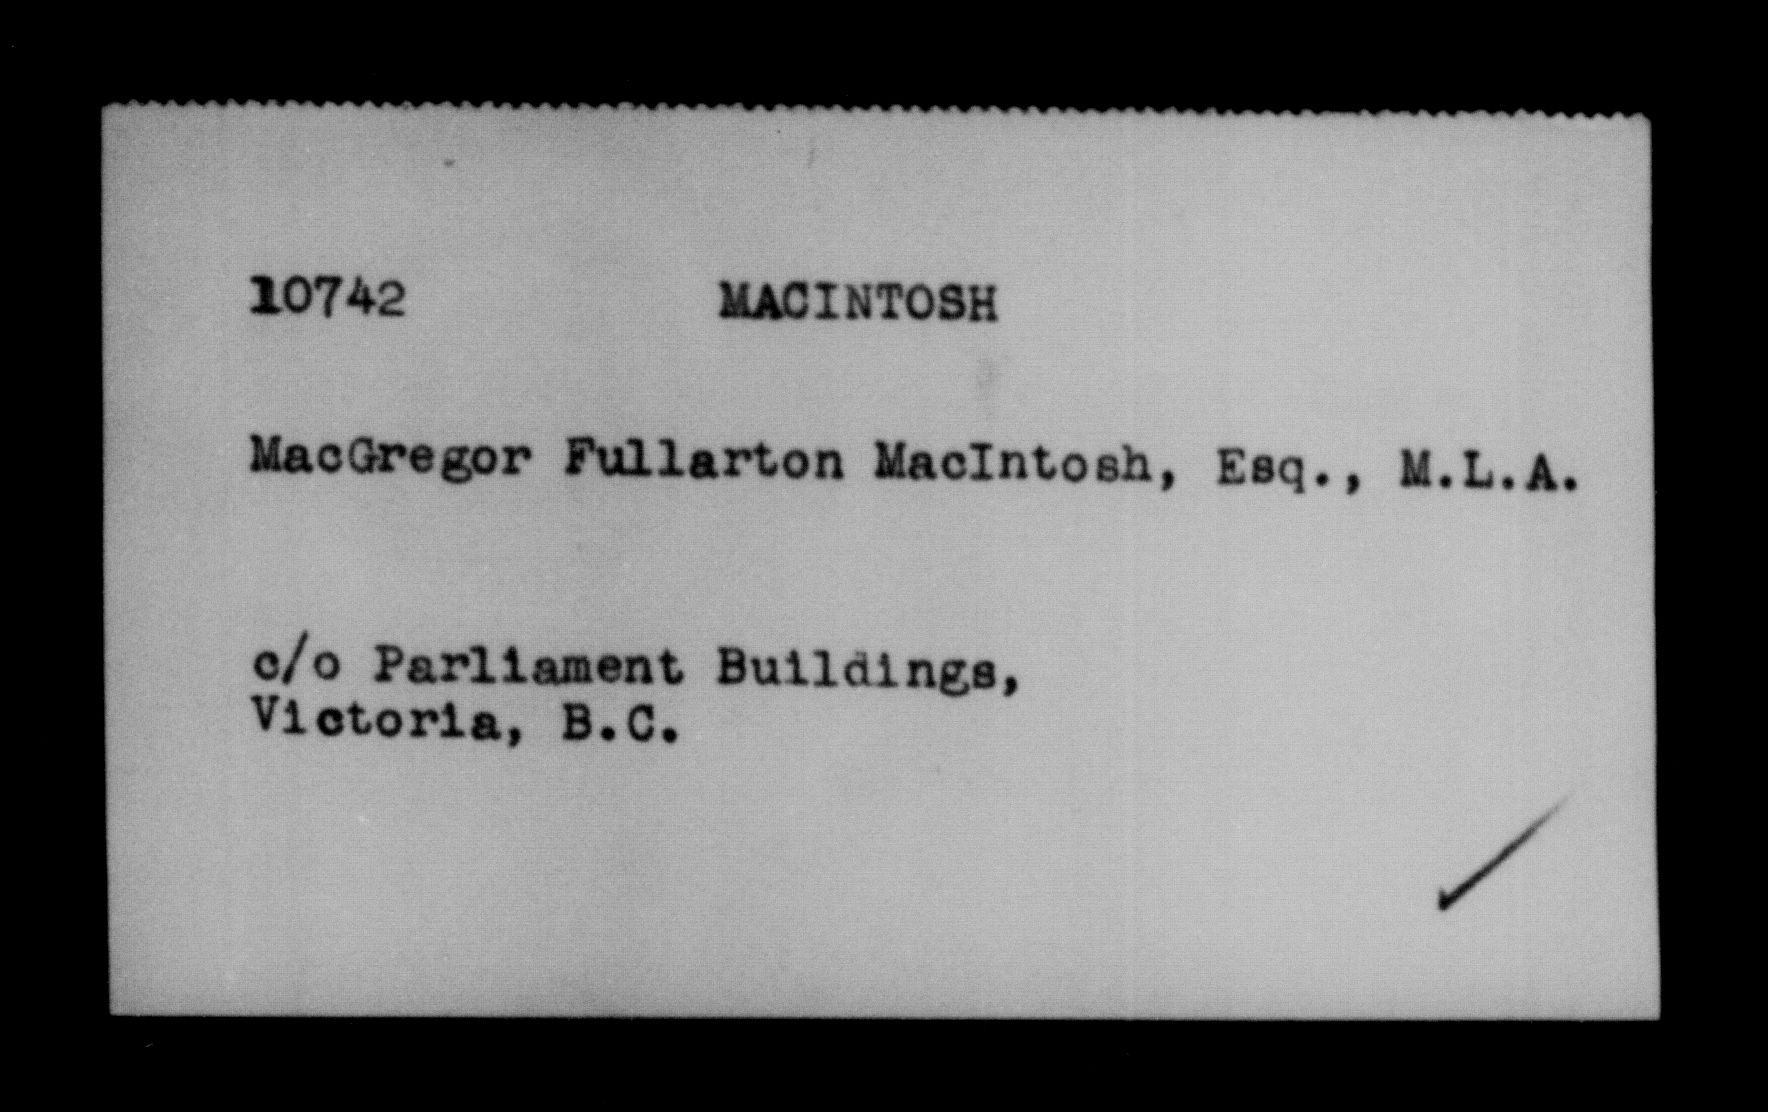 10742 MACINTOSH
MacGregor Fullarton MacIntosh, Esq., M.L.A.
c/o Parliament Buildings,
Victoria, B.C.